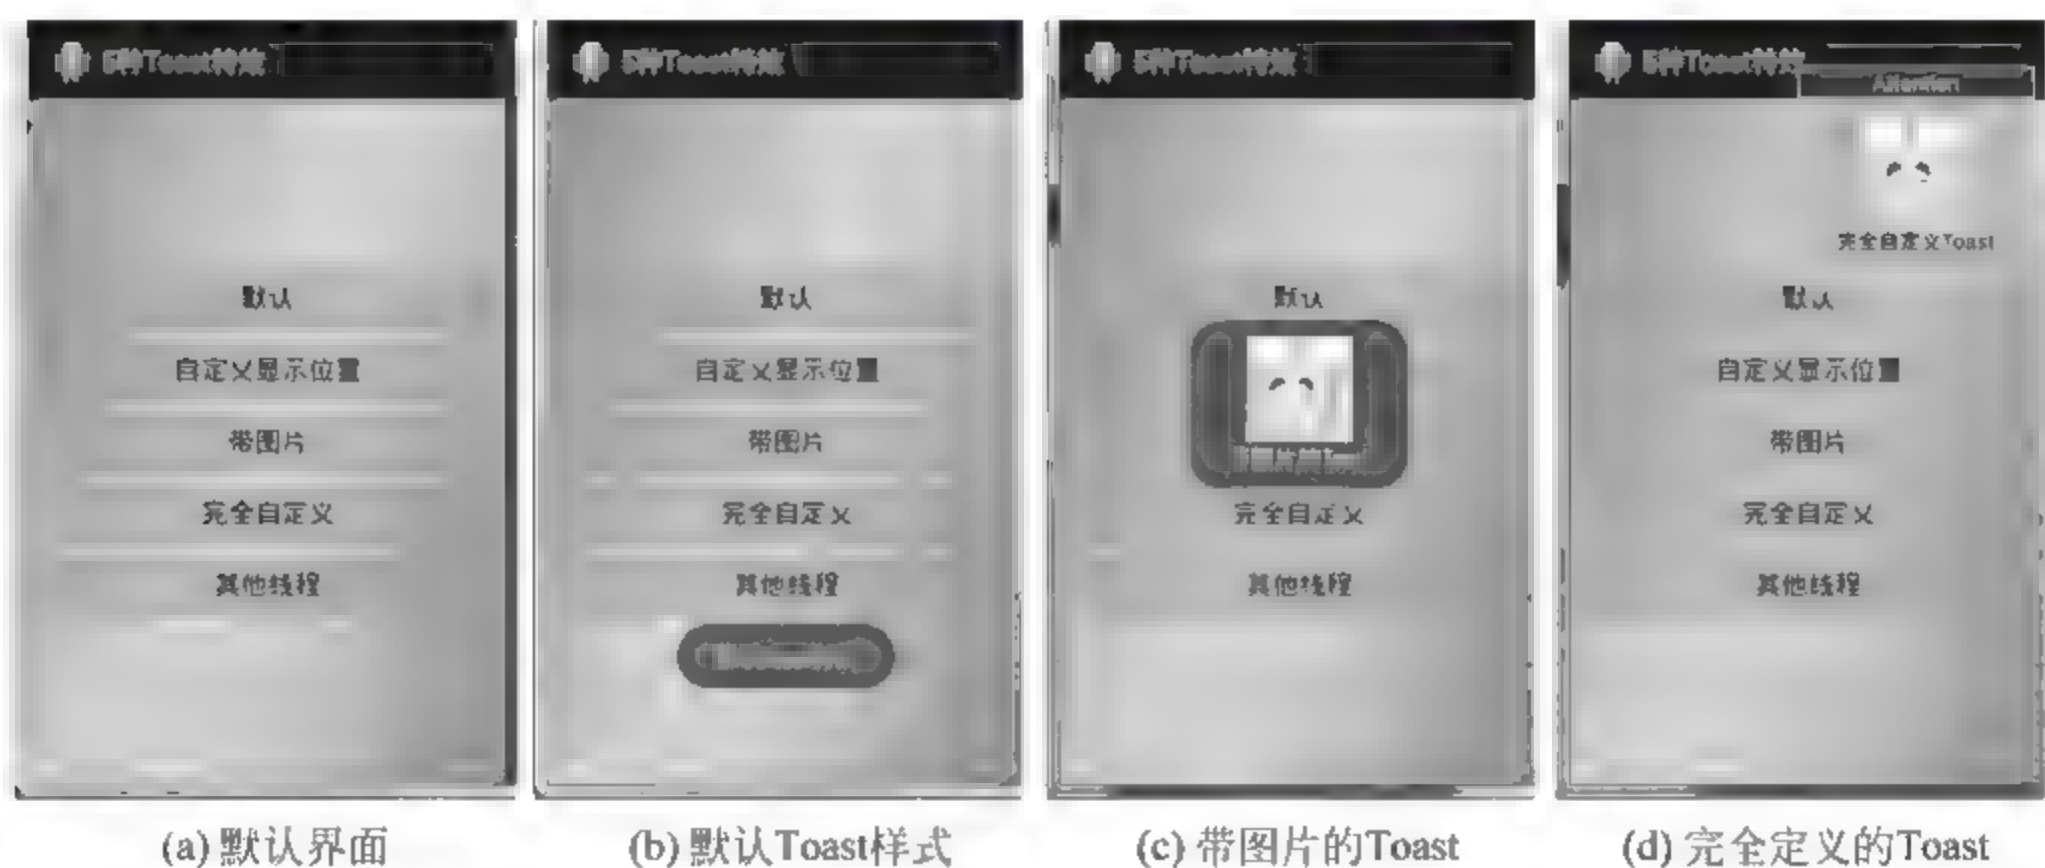 5种Toast特效
默认
自定义显示位置
带图片
完全自定义
其他线程
(a) 默认界面
5种Toast特效
默认
自定义显示位置
带图片
完全自定义
其他线程
(b) 默认Toast样式
5种Toast特效
默认
完全自定义
其他线程
(c) 带图片的Toast
5种Toast特效
Attention
完全自定义Toast
默认
自定义显示位置
带图片
完全自定义
其他线程
(d) 完全定义的Toast